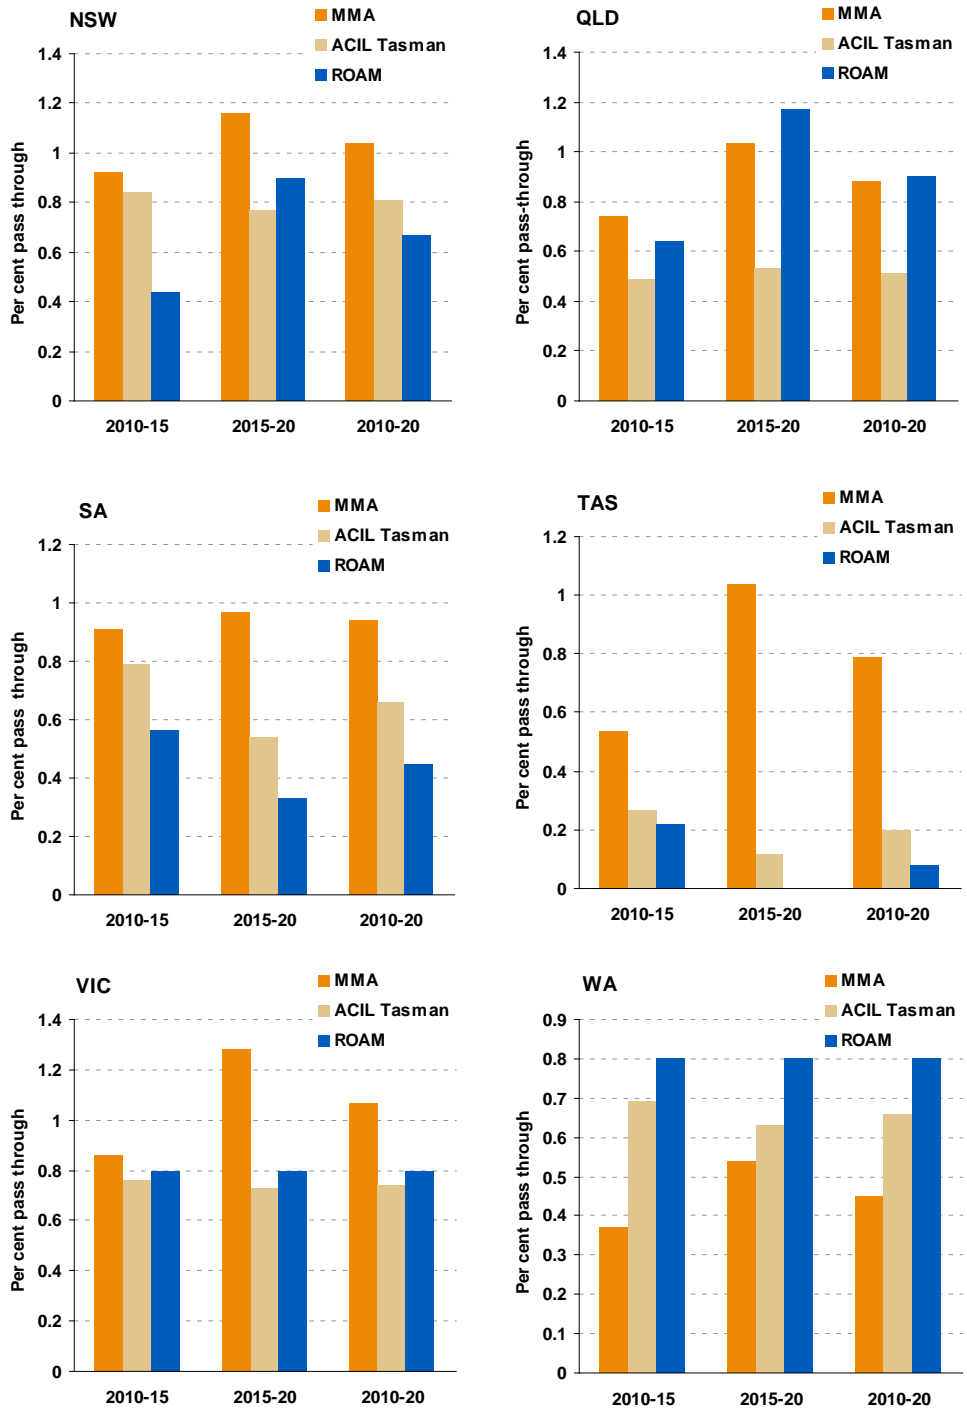 NSW
MMA
ACIL Tasman
ROAM
Per cent pass through
1.4
1.2
1
0.8
0.6
0.4
0.2
0
2010-15 2015-20 2010-20
QLD
MMA
ACIL Tasman
ROAM
Per cent pass-through
1.4
1.2
1
0.8
0.6
0.4
0.2
0
2010-15 2015-20 2010-20
SA
MMA
ACIL Tasman
ROAM
Per cent pass through
1.2
1
0.8
0.6
0.4
0.2
0
2010-15 2015-20 2010-20
TAS
MMA
ACIL Tasman
ROAM
Per cent pass through
1.2
1
0.8
0.6
0.4
0.2
0
2010-15 2015-20 2010-20
VIC
MMA
ACIL Tasman
ROAM
Per cent pass through
1.4
1.2
1
0.8
0.6
0.4
0.2
0
2010-15 2015-20 2010-20
WA
MMA
ACIL Tasman
ROAM
Per cent pass through
0.9
0.8
0.7
0.6
0.5
0.4
0.3
0.2
0.1
0
2010-15 2015-20 2010-20